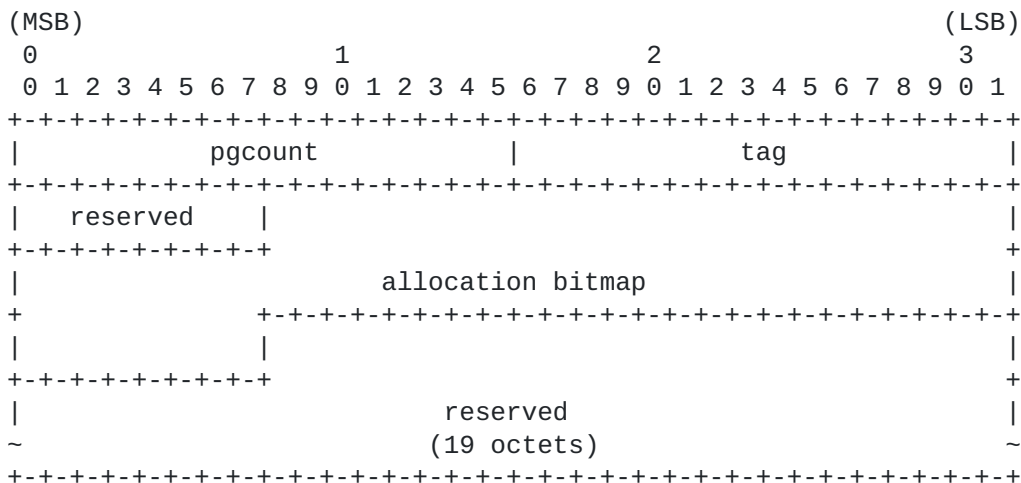 (MSB)                                                       (LSB)
 0                   1                   2                   3
 0 1 2 3 4 5 6 7 8 9 0 1 2 3 4 5 6 7 8 9 0 1 2 3 4 5 6 7 8 9 0 1
+-+-+-+-+-+-+-+-+-+-+-+-+-+-+-+-+-+-+-+-+-+-+-+-+-+-+-+-+-+-+-+-+
|            pgcount            |              tag              |
+-+-+-+-+-+-+-+-+-+-+-+-+-+-+-+-+-+-+-+-+-+-+-+-+-+-+-+-+-+-+-+-+
|   reserved    |                                               |
+-+-+-+-+-+-+-+-+                                               +
|                       allocation bitmap                       |
+               +-+-+-+-+-+-+-+-+-+-+-+-+-+-+-+-+-+-+-+-+-+-+-+-+
|               |                                               |
+-+-+-+-+-+-+-+-+                                               +
|                           reserved                            |
~                          (19 octets)                          ~
+-+-+-+-+-+-+-+-+-+-+-+-+-+-+-+-+-+-+-+-+-+-+-+-+-+-+-+-+-+-+-+-+